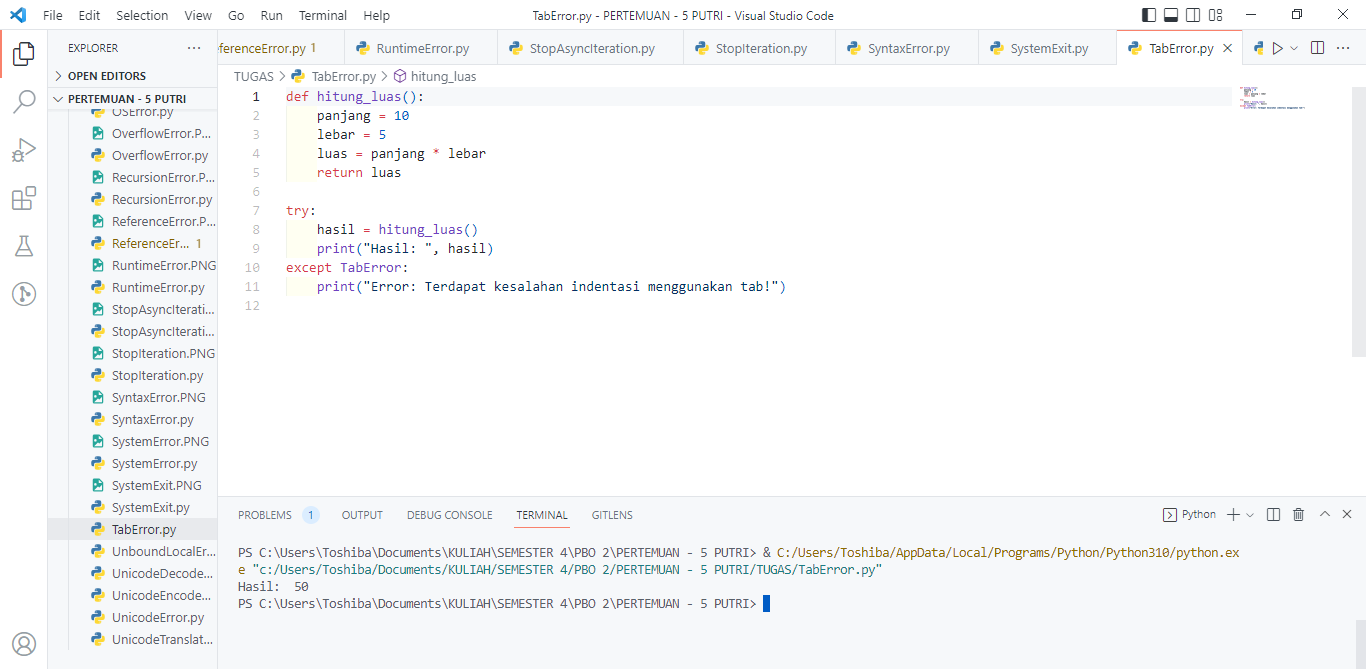 File Edit Selection View Go Run Terminal Help TabError.py - PERTEMUAN - 5 PUTRI - Visual Studio Code
EXPLORER ...
OPEN EDITORS
PERTEMUAN - 5 PUTRI
OSError.py
OverflowError.P...
OverflowError.py
RecursionError.P...
RecursionError.py
ReferenceError.P...
ReferenceEr... 1
RuntimeError.PNG
RuntimeError.py
StopAsyncIterati...
StopAsyncIterati...
StopIteration.PNG
StopIteration.py
SyntaxError.PNG
SyntaxError.py
SystemError.PNG
SystemError.py
SystemExit.PNG
SystemExit.py
TabError.py
UnboundLocalEr...
UnicodeDecode...
UnicodeEncode...
UnicodeError.py
UnicodeTranslat...
ferenceError.py 1 RuntimeError.py StopAsyncIteration.py StopIteration.py SyntaxError.py SystemExit.py TabError.py
TUGAS > TabError.py > hitung_luas
1 def hitung_luas():
2 panjang = 10
3 lebar = 5
4 luas = panjang * lebar
5 return luas
6
7 try:
8 hasil = hitung_luas()
9 print("Hasil: ", hasil)
10 except TabError:
11 print("Error: Terdapat kesalahan indentasi menggunakan tab!")
12
PROBLEMS 1 OUTPUT DEBUG CONSOLE TERMINAL GITLENS Python
PS C:\Users\Toshiba\Documents\KULIAH\SEMESTER 4\PBO 2\PERTEMUAN - 5 PUTRI> & C:/Users/Toshiba/AppData/Local/Programs/Python/Python310/python.ex
e "c:/Users/Toshiba/Documents/KULIAH/SEMESTER 4/PBO 2/PERTEMUAN - 5 PUTRI/TUGAS/TabError.py"
Hasil:  50
PS C:\Users\Toshiba\Documents\KULIAH\SEMESTER 4\PBO 2\PERTEMUAN - 5 PUTRI>